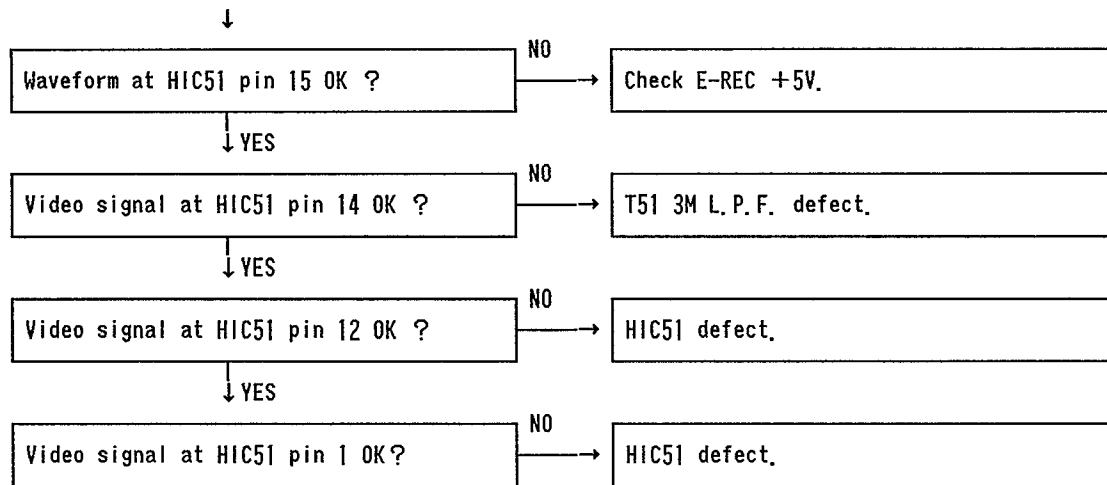 NO
Waveform at HIC51 pin 15 OK ?
Check E-REC +5V.
YES
NO
Video signal at HIC51 pin 14 OK ?
T51 3M L.P.F. defect.
YES
NO
Video signal at HIC51 pin 12 OK ?
HIC51 defect.
YES
NO
Video signal at HIC51 pin 1 OK?
HIC51 defect.